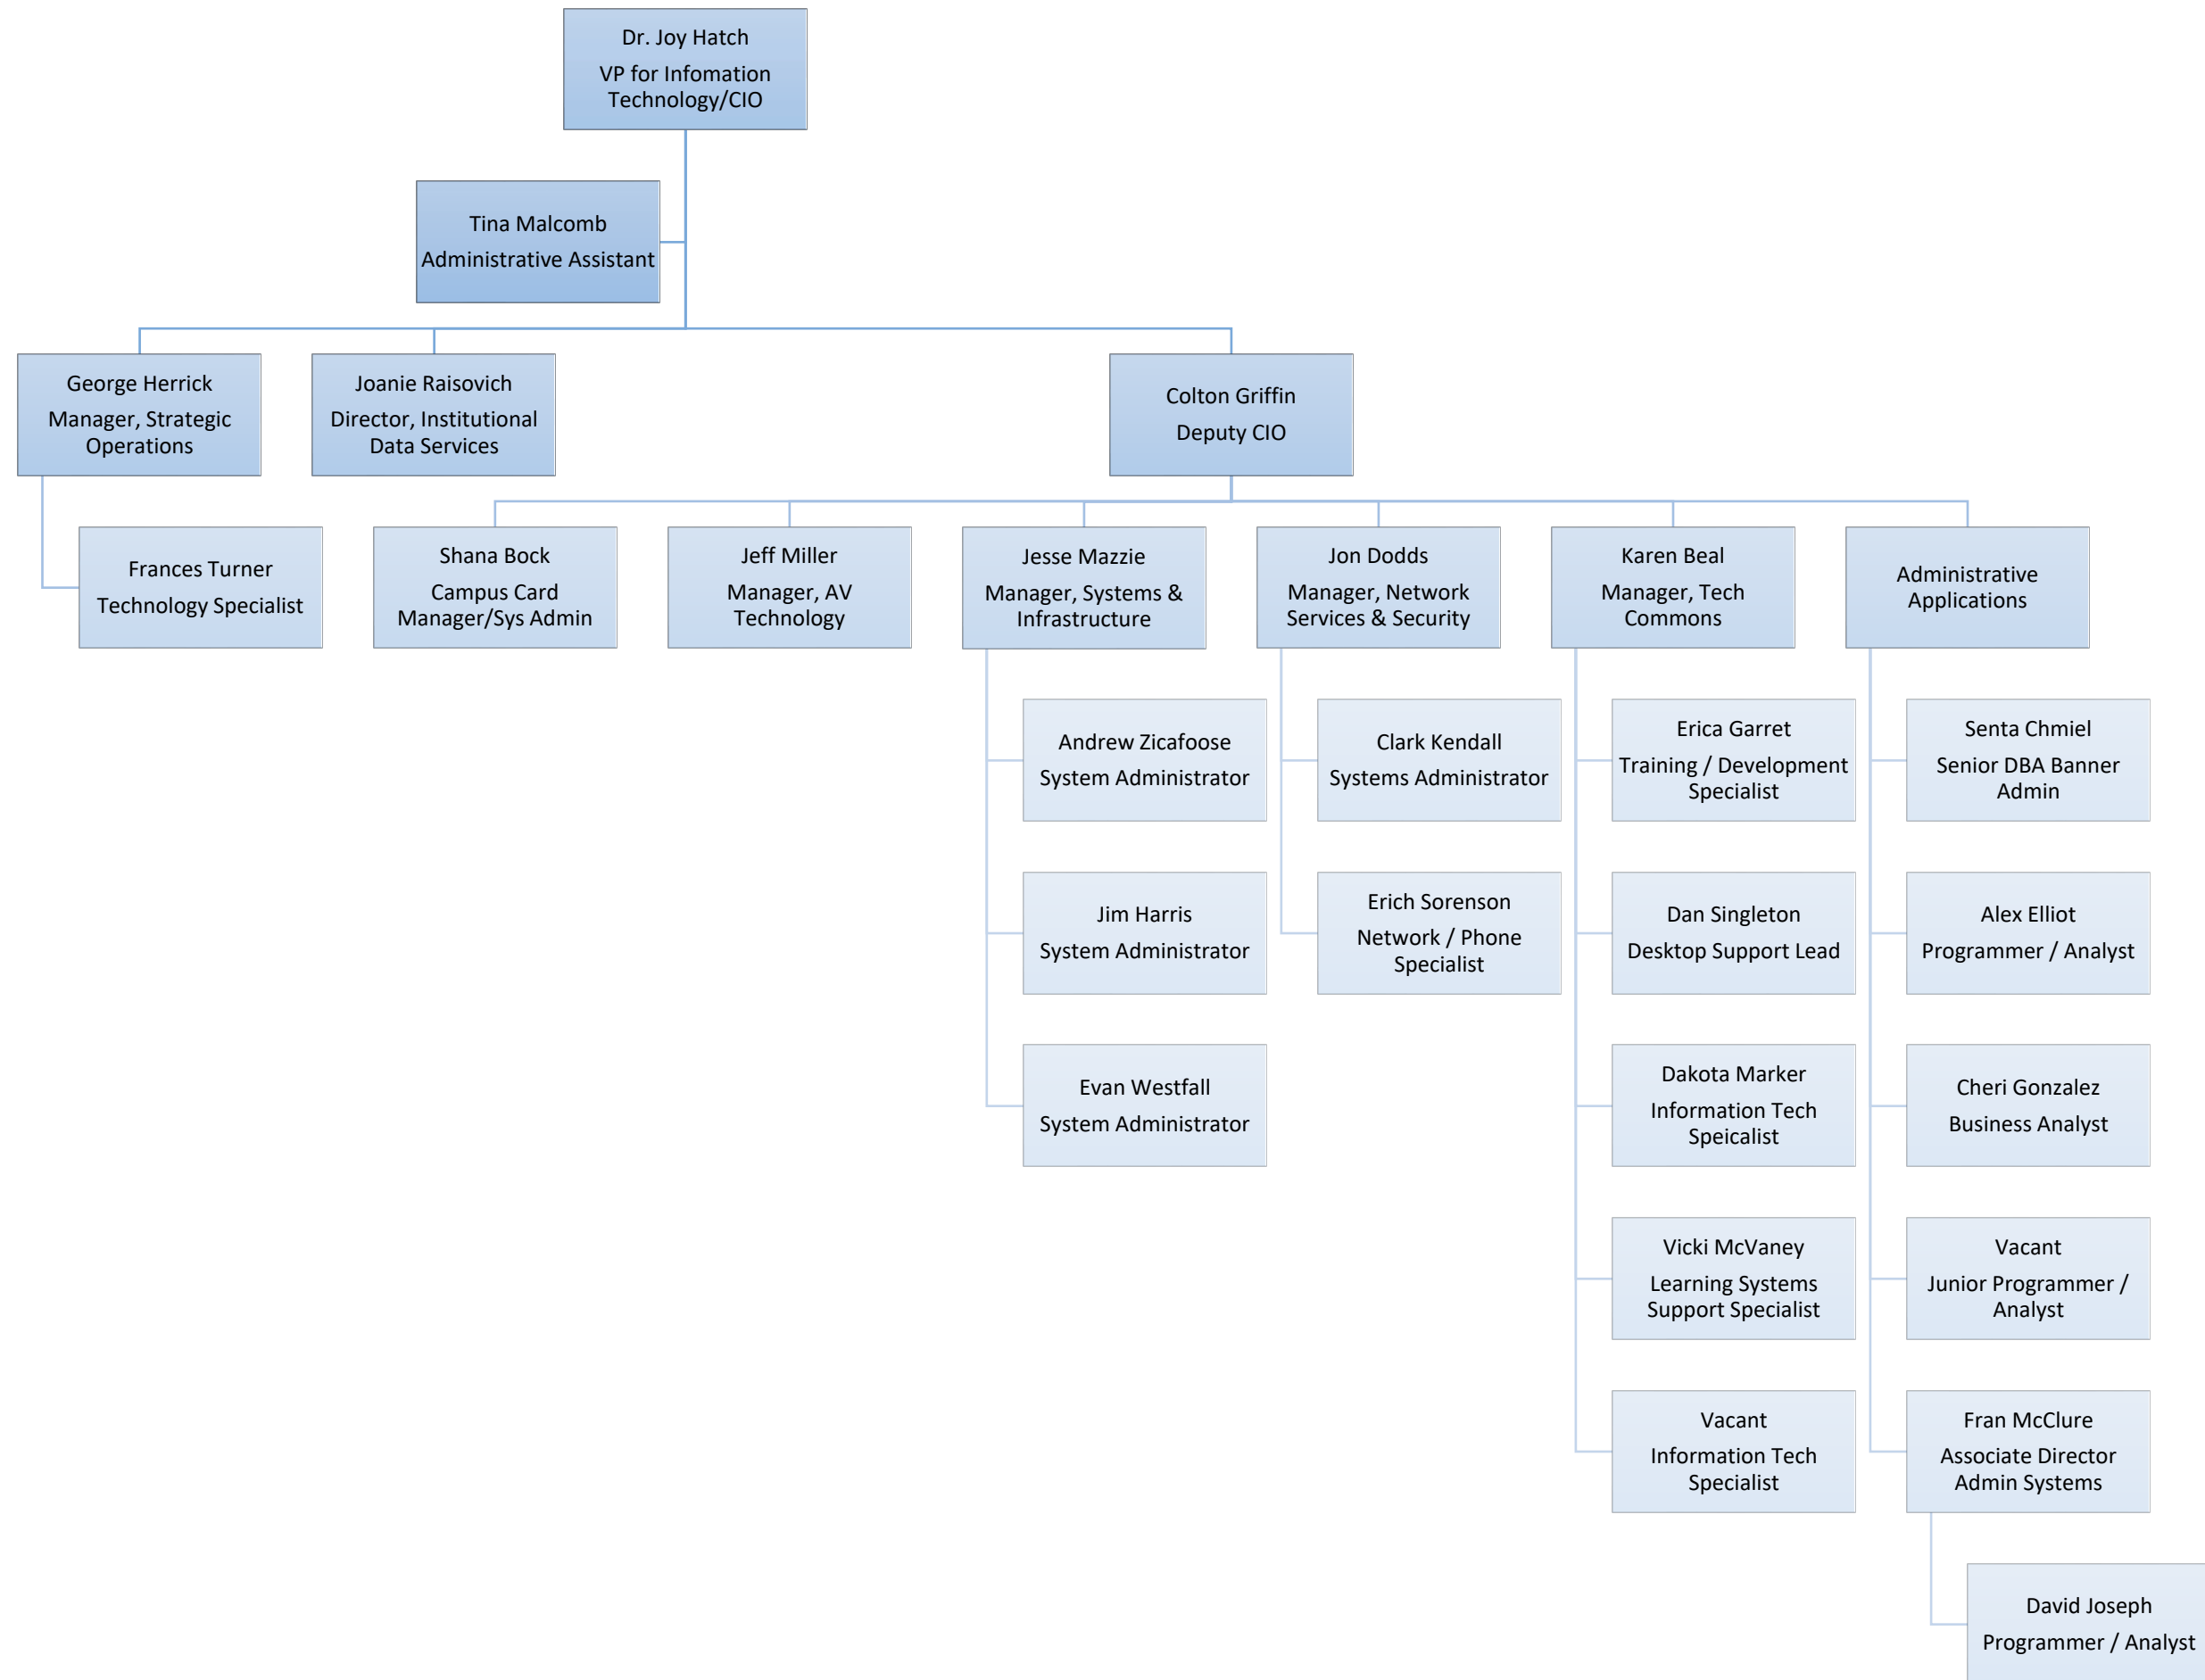 Dr. Joy Hatch
VP for Infomation
Technology/CIO
Tina Malcomb
Administrative Assistant
George Herrick
Manager, Strategic
Operations
Joanie Raisovich
Director, Institutional
Data Services
Colton Griffin
Deputy CIO
Frances Turner
Technology Specialist
Shana Bock
Campus Card
Manager/Sys Admin
Jeff Miller
Manager, AV
Technology
Jesse Mazzie
Manager, Systems &
Infrastructure
Jon Dodds
Manager, Network
Services & Security
Karen Beal
Manager, Tech
Commons
Administrative
Applications
Andrew Zicafoose
System Administrator
Clark Kendall
Systems Administrator
Erica Garret
Training / Development
Specialist
Senta Chmiel
Senior DBA Banner
Admin
Jim Harris
System Administrator
Erich Sorenson
Network / Phone
Specialist
Dan Singleton
Desktop Support Lead
Alex Elliot
Programmer / Analyst
Evan Westfall
System Administrator
Dakota Marker
Information Tech
Speicalist
Cheri Gonzalez
Business Analyst
Vicki McVaney
Learning Systems
Support Specialist
Vacant
Junior Programmer /
Analyst
Vacant
Information Tech
Specialist
Fran McClure
Associate Director
Admin Systems
David Joseph
Programmer / Analyst